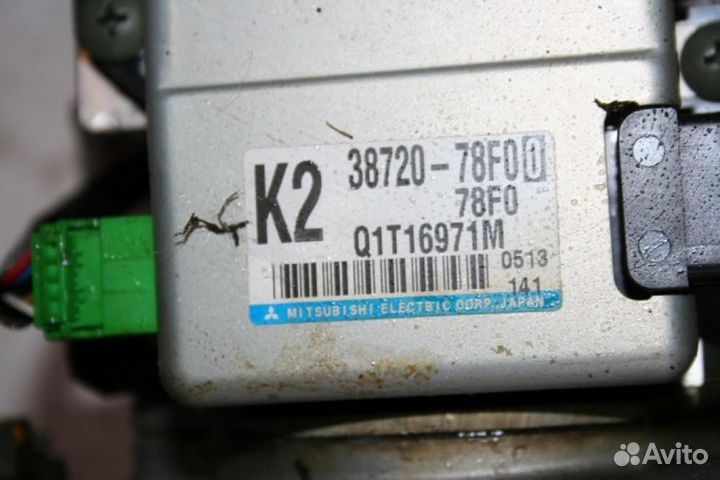 K2
38720-78F00
78F0
Q1T16971M
0513
141
MITSUBISHI ELECTRIC CORP. JAPAN
Avito